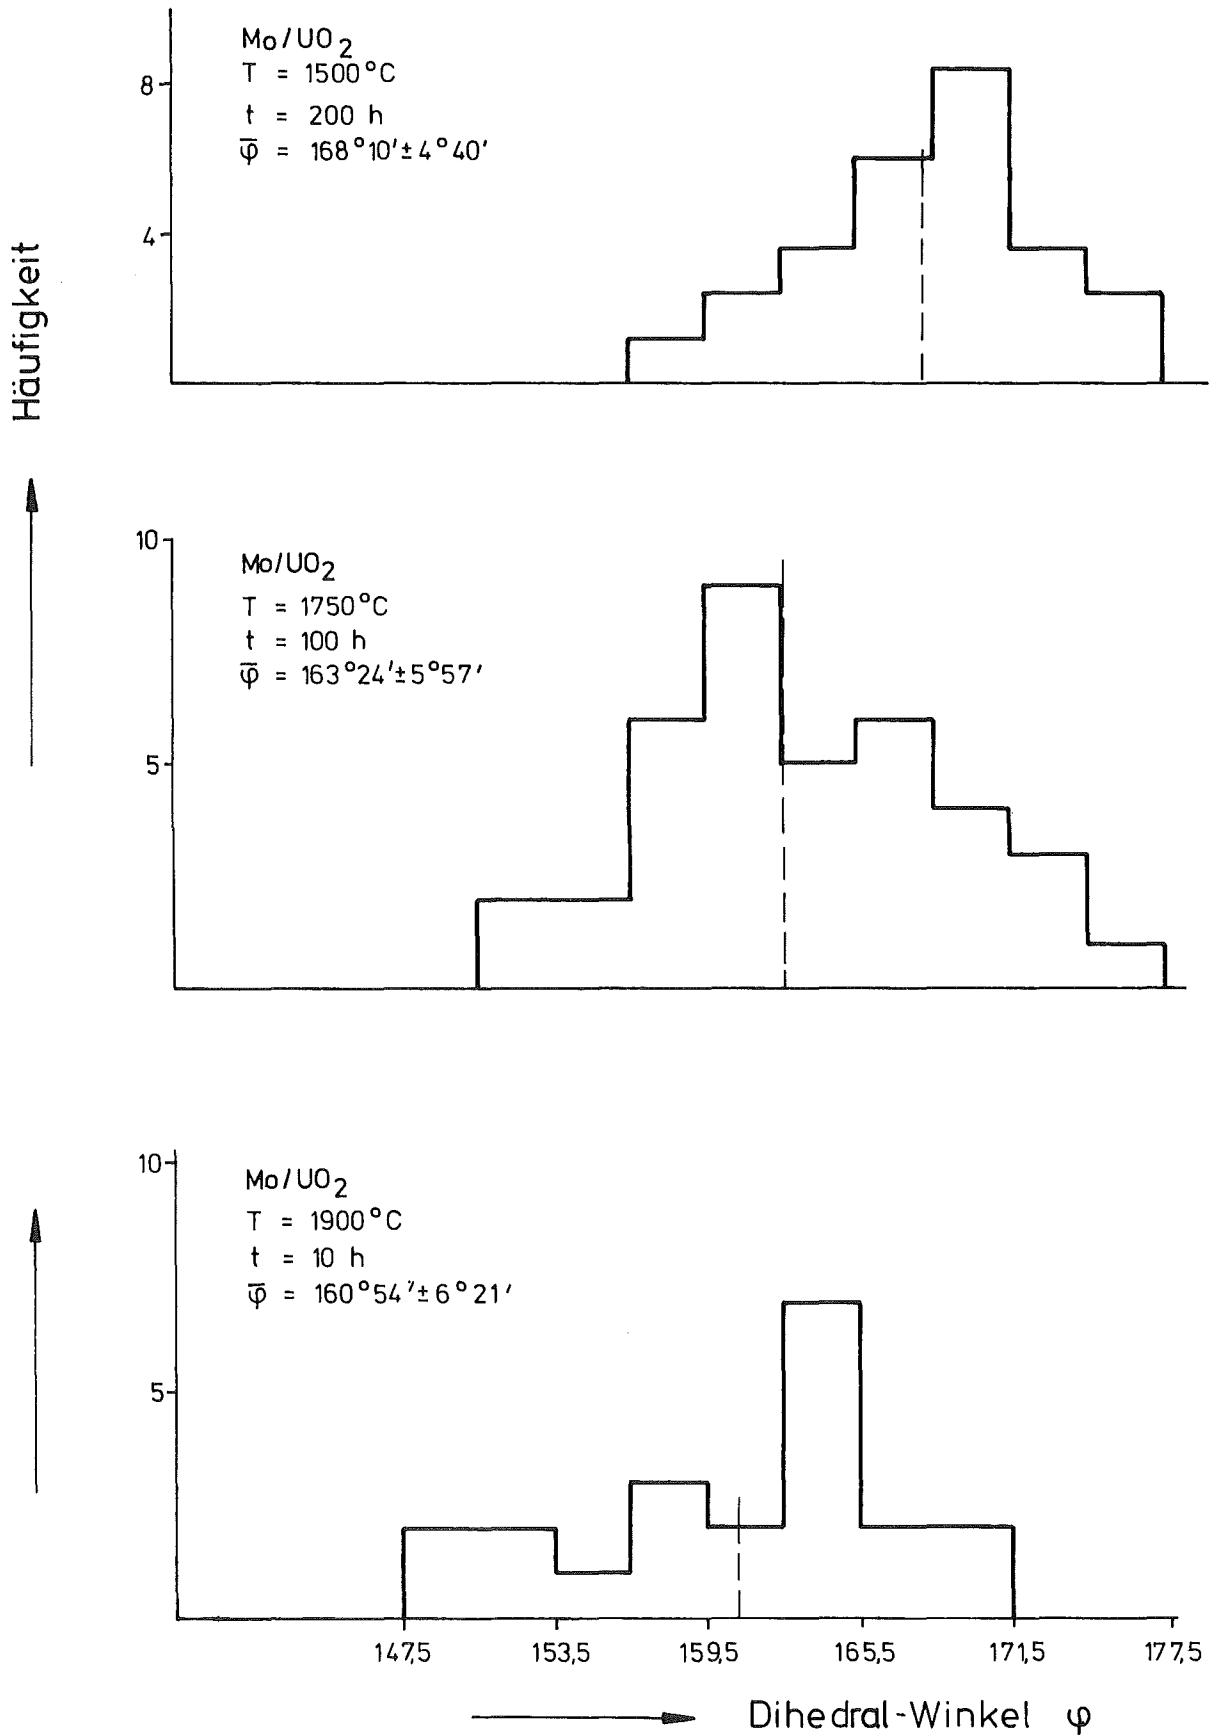 Häufigkeit
Mo/UO₂
T = 1500°C
t = 200 h
φ̅ = 168°10′±4°40′
8
4
Mo/UO₂
T = 1750°C
t = 100 h
φ̅ = 163°24′±5°57′
10
5
Mo/UO₂
T = 1900°C
t = 10 h
φ̅ = 160°54′±6°21′
10
5
147,5 153,5 159,5 165,5 171,5 177,5
Dihedral-Winkel φ